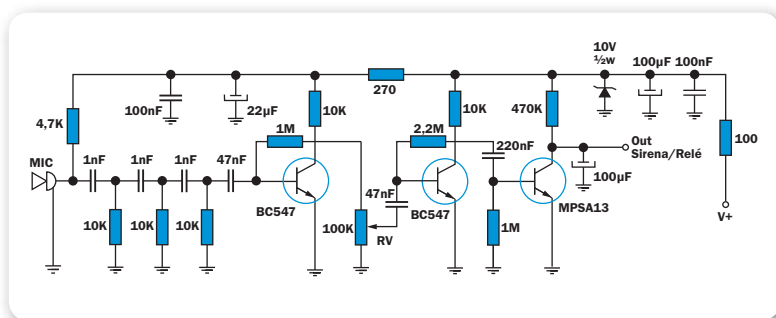 10V
½w
100µF
100nF
270
100nF
22µF
10K
10K
470K
4,7K
1M
2,2M
220nF
Out
Sirena/Relé
100
MIC
1nF
1nF
1nF
47nF
47nF
100µF
BC547
BC547
MPSA13
10K
10K
10K
100K
RV
1M
V+